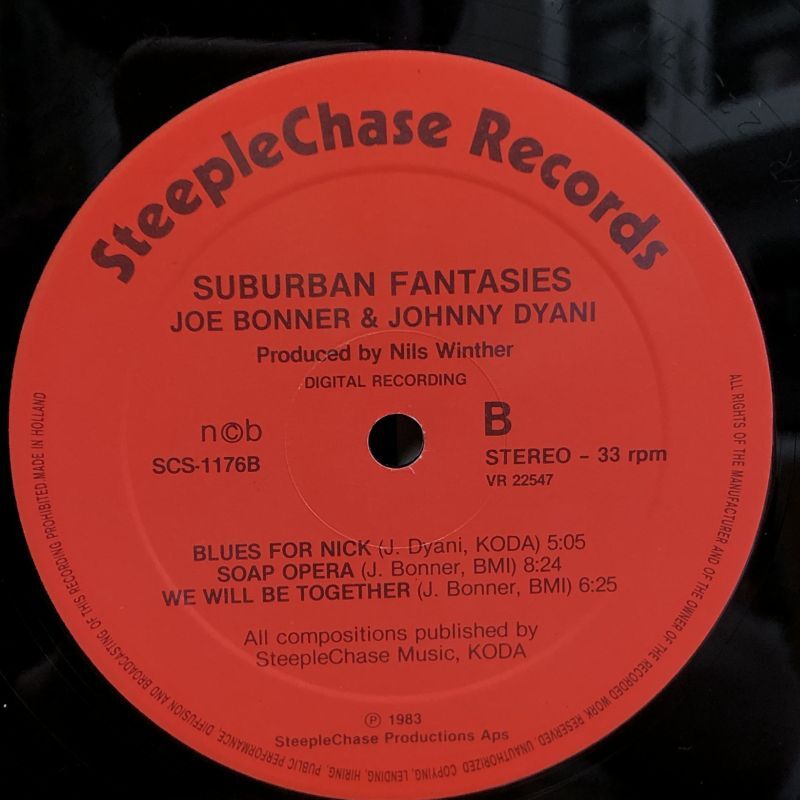 SteepleChase Records
SUBURBAN FANTASIES
JOE BONNER & JOHNNY DYANI
Produced by Nils Winther
DIGITAL RECORDING
n©b
SCS-1176B
B
STEREO - 33 rpm
VR 22547
BLUES FOR NICK (J. Dyani, KODA) 5:05
SOAP OPERA (J. Bonner, BMI) 8:24
WE WILL BE TOGETHER (J. Bonner, BMI) 6:25
All compositions published by
SteepleChase Music, KODA
℗ 1983
SteepleChase Productions Aps
ALL RIGHTS OF THE MANUFACTURER AND OF THE OWNER OF THE RECORDED WORK RESERVED. UNAUTHORIZED COPYING, LENDING, HIRING, PUBLIC PERFORMANCE, DIFFUSION AND BROADCASTING OF THIS RECORDING PROHIBITED. MADE IN HOLLAND